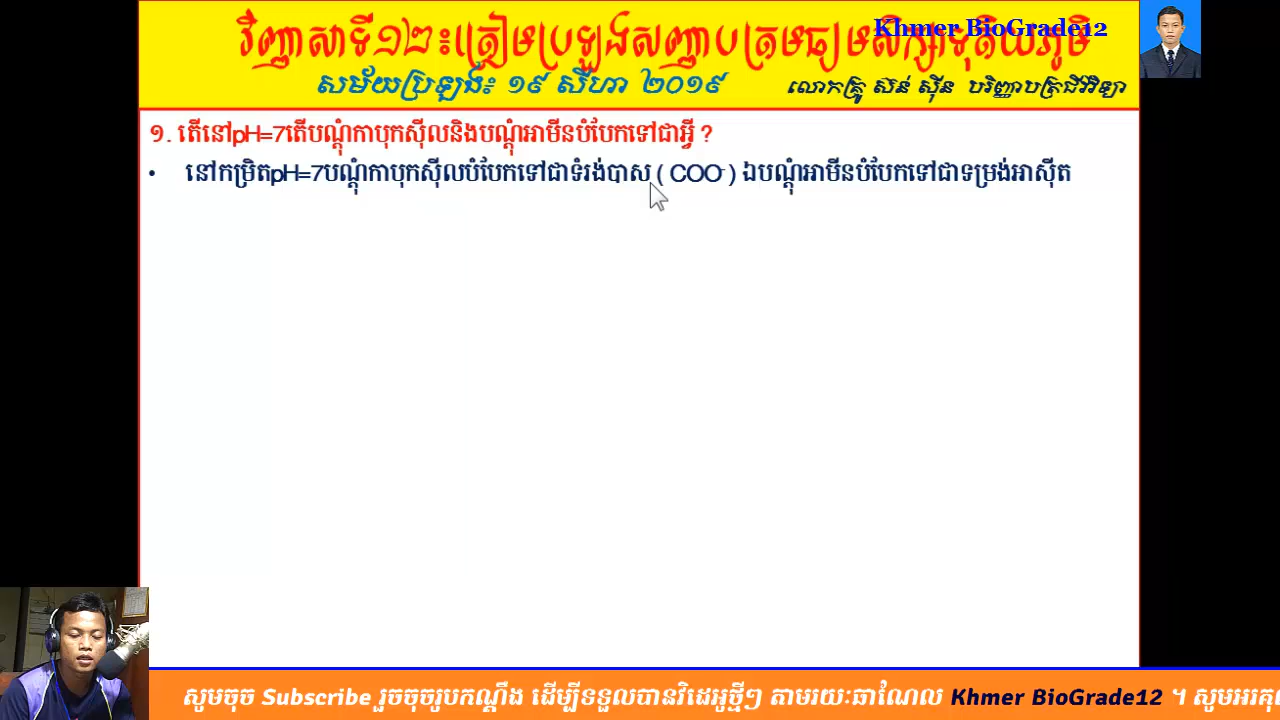 វិញ្ញាសាទី១២៖ត្រៀមប្រឡងសញ្ញាបត្រមធ្យមសិក្សាទុតិយភូមិ
Khmer BioGrade12
សម័យប្រឡង៖ ១៩ សីហា ២០១៩
លោកគ្រូ ស៊ន់ ស៊ីន បរិញ្ញាបត្រជីវវិទ្យា
១. តើនៅpH=7តើបណ្តុំកាបុកស៊ីលនិងបណ្តុំអាមីនបំបែកទៅជាអ្វី ?
• នៅកម្រិតpH=7បណ្តុំកាបុកស៊ីលបំបែកទៅជាទំរង់បាស ( COO⁻ ) ឯបណ្តុំអាមីនបំបែកទៅជាទម្រង់អាស៊ីត
សូមចុច Subscribe រួចចុចរូបកណ្តឹង ដើម្បីទទួលបានវិដេអូថ្មីៗ តាមរយៈឆាណែល Khmer BioGrade12 ។ សូមអរគុណ